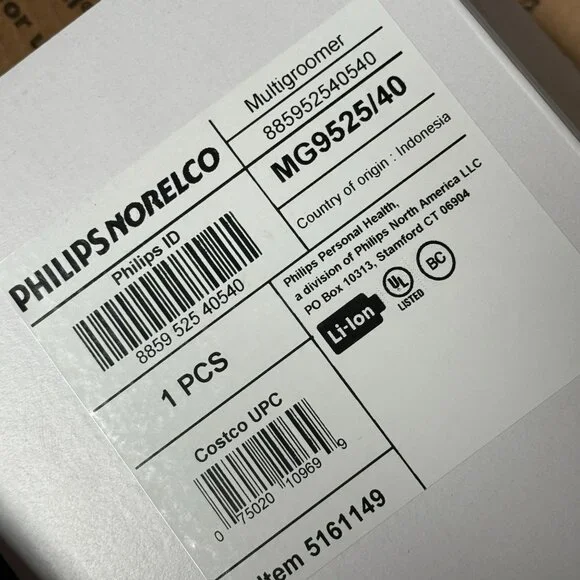 PHILIPS NORELCO
Multigroomer
885952540540
MG9525/40
Country of origin : Indonesia
Philips ID
8859 525 40540
Philips Personal Health,
a division of Philips North America LLC
PO Box 10313, Stamford CT 06904
Li-Ion
UL
LISTED
BC
1 PCS
Costco UPC
0 75020 10969 9
Item 5161149